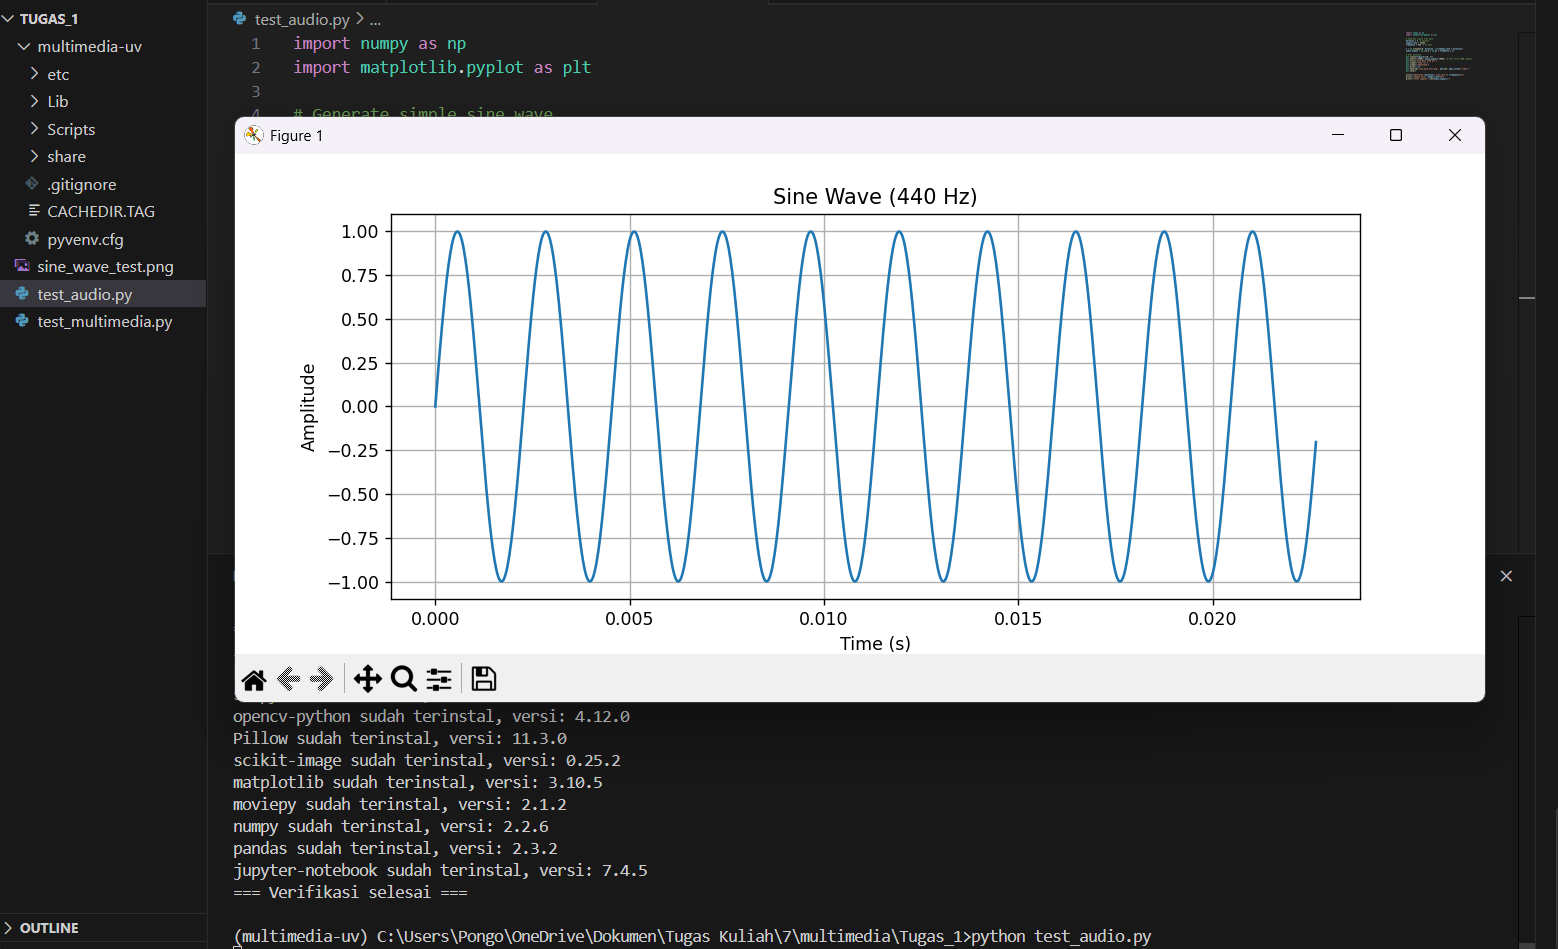 TUGAS_1
multimedia-uv
etc
Lib
Scripts
share
.gitignore
CACHEDIR.TAG
pyvenv.cfg
sine_wave_test.png
test_audio.py
test_multimedia.py
OUTLINE
test_audio.py > ...
1 import numpy as np
2 import matplotlib.pyplot as plt
3
4 # Generate simple sine wave
Figure 1
Sine Wave (440 Hz)
1.00
0.75
0.50
0.25
0.00
−0.25
−0.50
−0.75
−1.00
Amplitude
0.000 0.005 0.010 0.015 0.020
Time (s)
opencv-python sudah terinstal, versi: 4.12.0
Pillow sudah terinstal, versi: 11.3.0
scikit-image sudah terinstal, versi: 0.25.2
matplotlib sudah terinstal, versi: 3.10.5
moviepy sudah terinstal, versi: 2.1.2
numpy sudah terinstal, versi: 2.2.6
pandas sudah terinstal, versi: 2.3.2
jupyter-notebook sudah terinstal, versi: 7.4.5
=== Verifikasi selesai ===
(multimedia-uv) C:\Users\Pongo\OneDrive\Dokumen\Tugas Kuliah\7\multimedia\Tugas_1>python test_audio.py